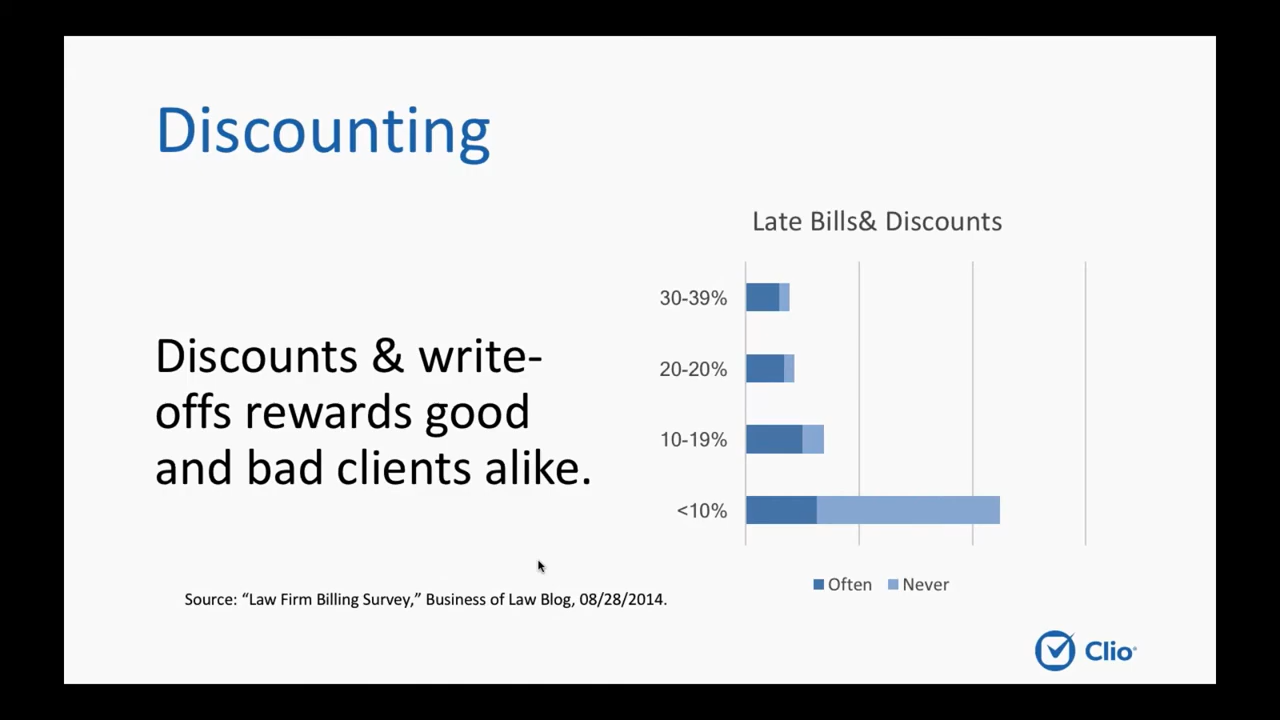 Discounting
Late Bills& Discounts
30-39%
20-20%
10-19%
<10%
Often Never
Discounts & write-
offs rewards good
and bad clients alike.
Source: “Law Firm Billing Survey,” Business of Law Blog, 08/28/2014.
Clio